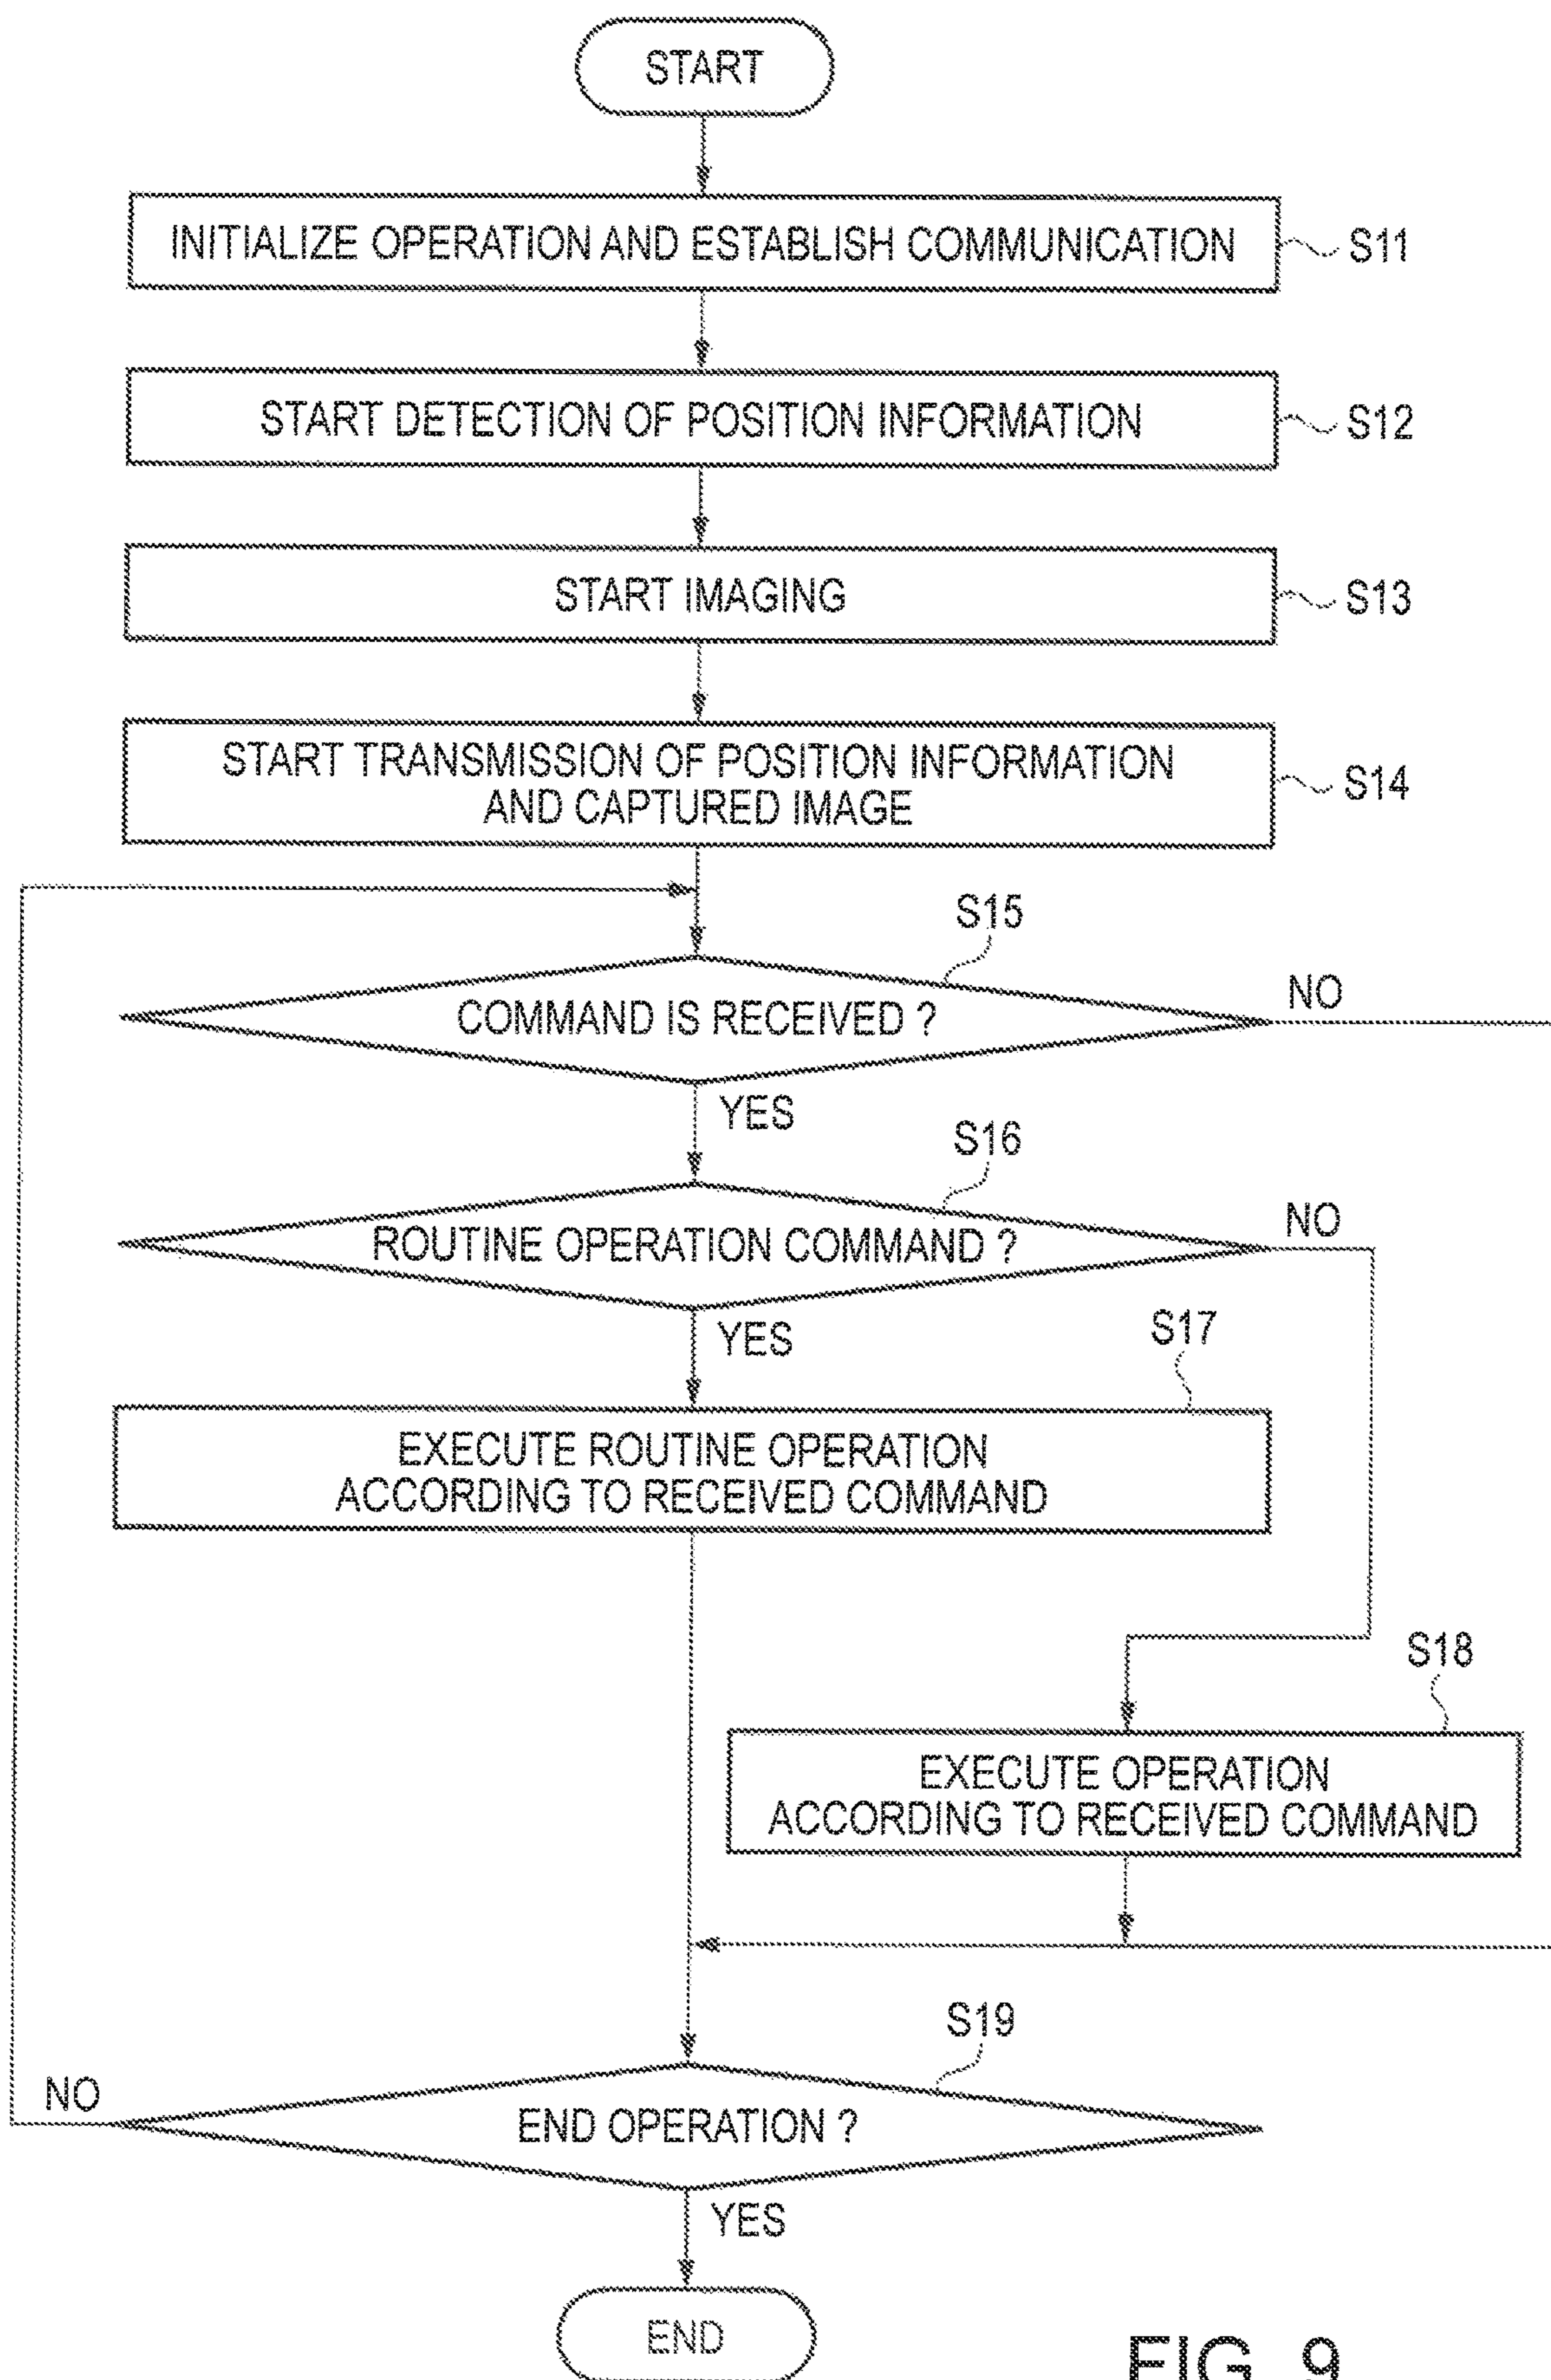 START
INITIALIZE OPERATION AND ESTABLISH COMMUNICATION
S11
START DETECTION OF POSITION INFORMATION
S12
START IMAGING
S13
START TRANSMISSION OF POSITION INFORMATION
AND CAPTURED IMAGE
S14
S15
COMMAND IS RECEIVED ?
NO
YES
S16
ROUTINE OPERATION COMMAND ?
NO
YES
S17
EXECUTE ROUTINE OPERATION
ACCORDING TO RECEIVED COMMAND
S18
EXECUTE OPERATION
ACCORDING TO RECEIVED COMMAND
S19
END OPERATION ?
NO
YES
END
FIG. 9